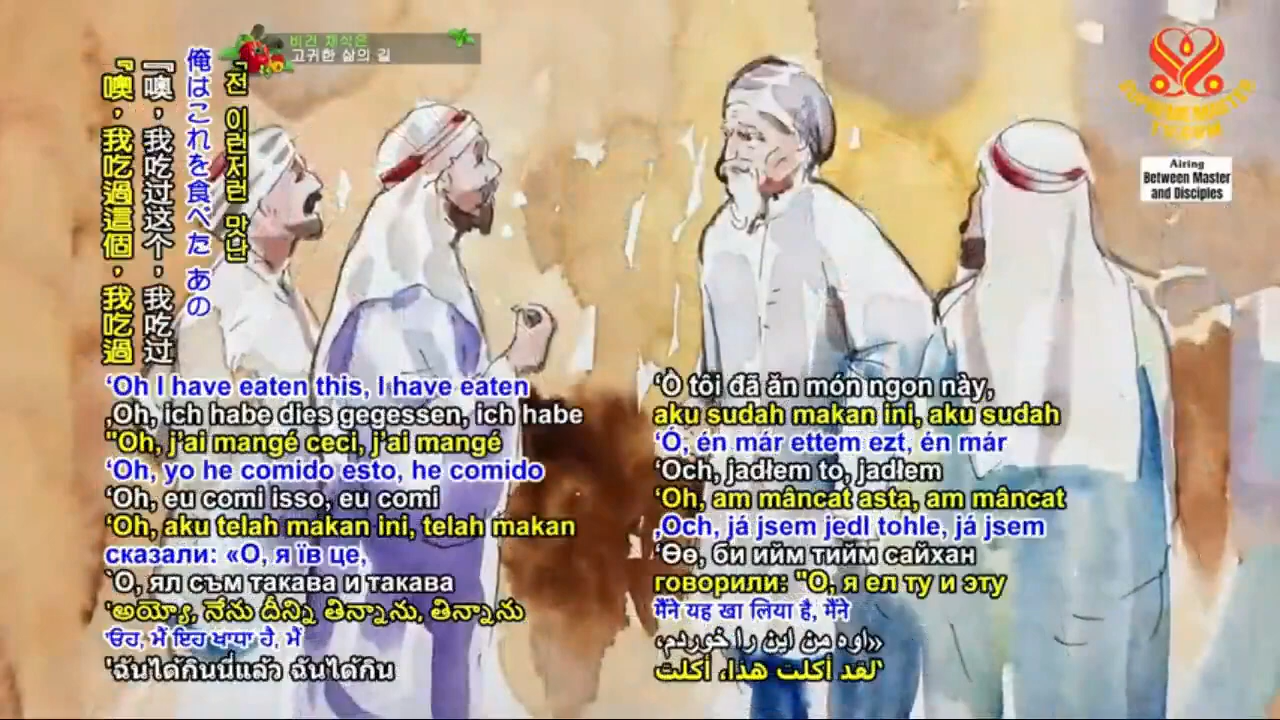 비건 채식은
고귀한 삶의 길
SUPREME MASTER
TELEVISION
Airing
Between Master
and Disciples
「전 이런저런 맛난
俺はこれを食べた あの
『噢，我吃过这个，我吃过
『噢，我吃過這個，我吃過
‘Oh I have eaten this, I have eaten
‚Oh, ich habe dies gegessen, ich habe
"Oh, j’ai mangé ceci, j’ai mangé
‘Oh, yo he comido esto, he comido
‘Oh, eu comi isso, eu comi
‘Oh, aku telah makan ini, telah makan
сказали: «О, я їв це,
`О, ял съм такава и такава
'అయ్యో, నేను దీన్ని తిన్నాను, తిన్నాను
'ਓਹ, ਮੈਂ ਇਹ ਖਾਧਾ ਹੈ, ਮੈਂ
'ฉันได้กินนี่แล้ว ฉันได้กิน
‘Ồ tôi đã ăn món ngon này,
aku sudah makan ini, aku sudah
‘Ó, én már ettem ezt, én már
‘Och, jadłem to, jadłem
‘Oh, am mâncat asta, am mâncat
‚Och, já jsem jedl tohle, já jsem
‘Өө, би ийм тийм сайхан
говорили: "О, я ел ту и эту
मैंने यह खा लिया है, मैंने
«اوه من این را خوردم،
‘لقد أكلت هذا، أكلت